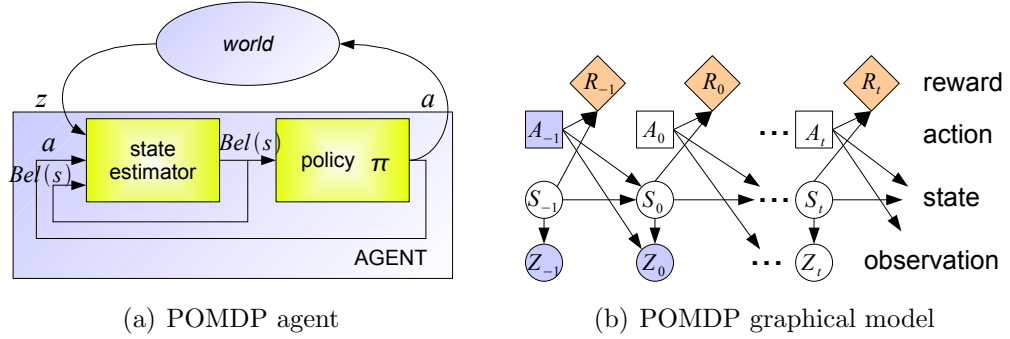 world
z
a
a
Bel(s)
state
estimator
Bel(s)
policy π
AGENT
(a) POMDP agent
R₋₁ R₀ Rₜ reward
A₋₁ A₀ ... Aₜ action
S₋₁ S₀ ... Sₜ state
Z₋₁ Z₀ ... Zₜ observation
(b) POMDP graphical model